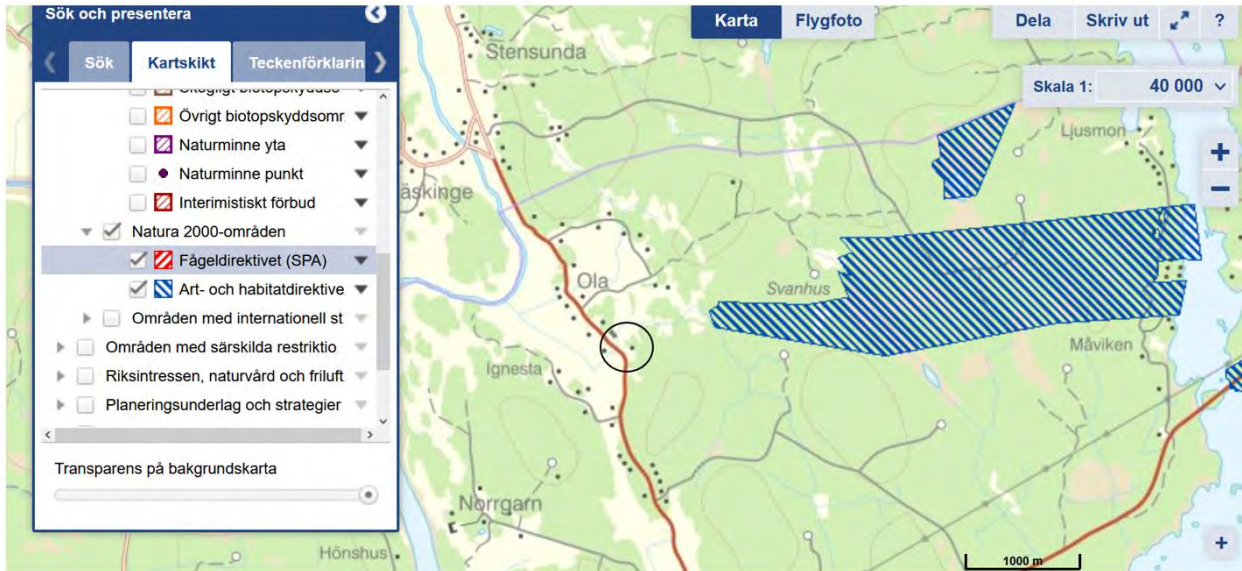 Sök och presentera
Sök
Kartskikt
Teckenförklarin
Skogligt biotopskyddso
Övrigt biotopskyddsomr
Naturminne yta
Naturminne punkt
Interimistiskt förbud
Natura 2000-områden
Fågeldirektivet (SPA)
Art- och habitatdirektive
Områden med internationell st
Områden med särskilda restriktio
Riksintressen, naturvård och friluft
Planeringsunderlag och strategier
Transparens på bakgrundskarta
Karta
Flygfoto
Dela
Skriv ut
?
Skala 1: 40 000
+
−
Stensunda
Ljusmon
äskinge
Ola
Svanhus
Ignesta
Måviken
Norrgarn
Hönshus
+
1000 m